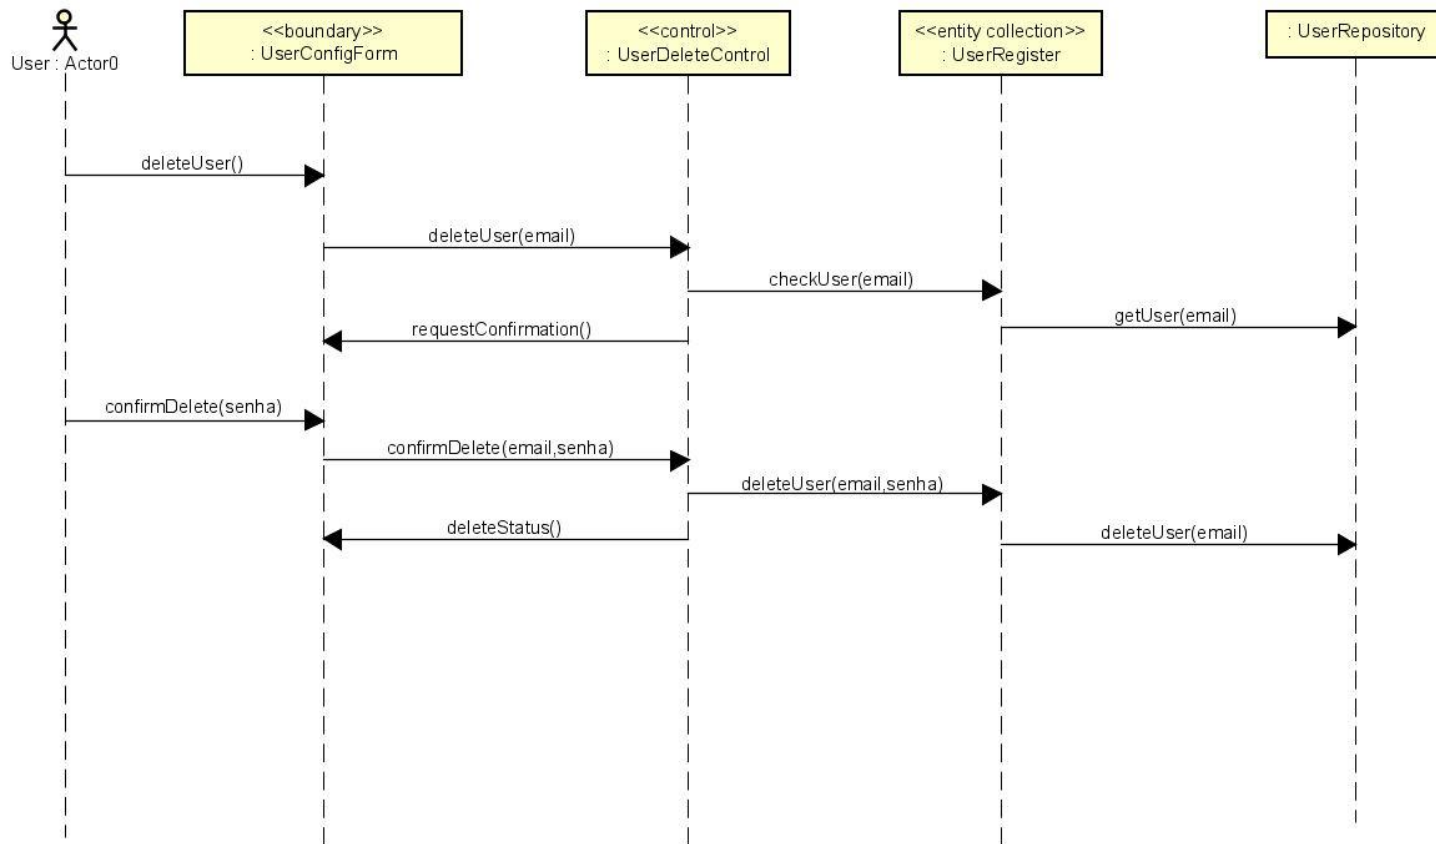 User : Actor0
<<boundary>>
: UserConfigForm
<<control>>
: UserDeleteControl
<<entity collection>>
: UserRegister
: UserRepository
deleteUser()
deleteUser(email)
checkUser(email)
getUser(email)
requestConfirmation()
confirmDelete(senha)
confirmDelete(email,senha)
deleteUser(email,senha)
deleteStatus()
deleteUser(email)